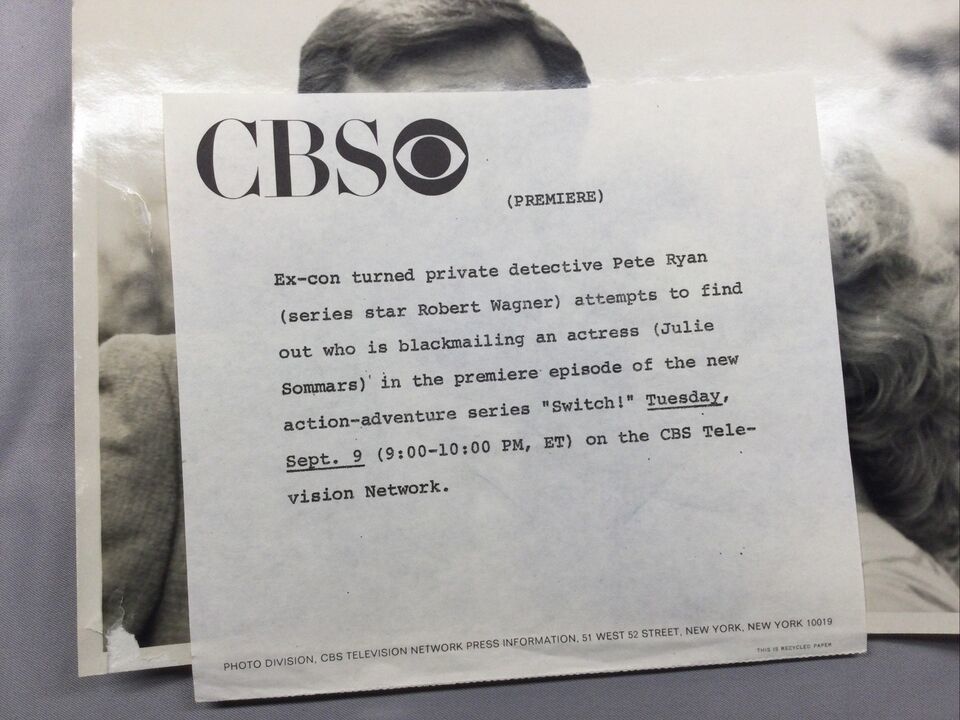 CBS
(PREMIERE)
Ex-con turned private detective Pete Ryan
(series star Robert Wagner) attempts to find
out who is blackmailing an actress (Julie
Sommars) in the premiere episode of the new
action-adventure series "Switch!" Tuesday,
Sept. 9 (9:00-10:00 PM, ET) on the CBS Tele-
vision Network.
PHOTO DIVISION, CBS TELEVISION NETWORK PRESS INFORMATION, 51 WEST 52 STREET, NEW YORK, NEW YORK 10019
THIS IS RECYCLED PAPER